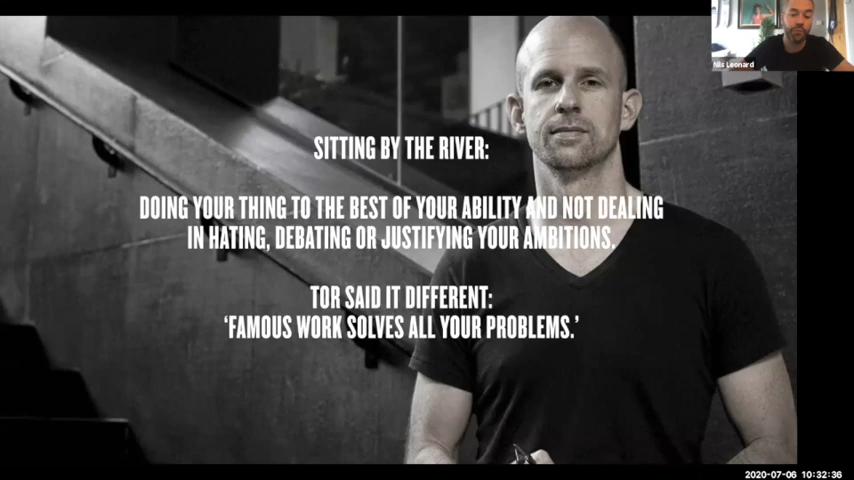 Nils Leonard
SITTING BY THE RIVER:
DOING YOUR THING TO THE BEST OF YOUR ABILITY AND NOT DEALING
IN HATING, DEBATING OR JUSTIFYING YOUR AMBITIONS.
TOR SAID IT DIFFERENT:
‘FAMOUS WORK SOLVES ALL YOUR PROBLEMS.’
2020-07-06 10:32:36